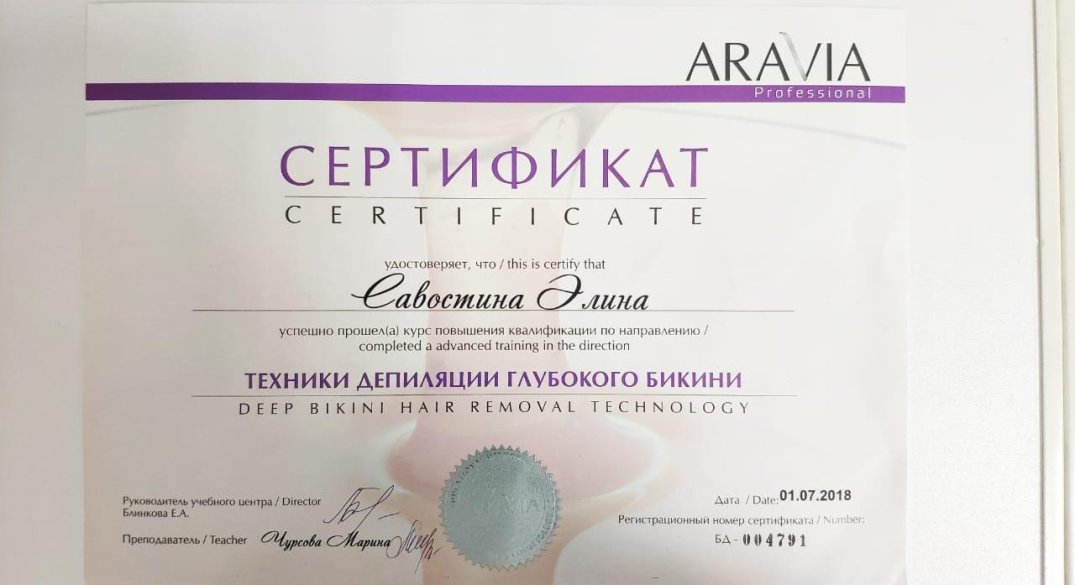 ARAVIA
Professional
СЕРТИФИКАТ
CERTIFICATE
удостоверяет, что / this is certify that
Савостина Элина
успешно прошел(а) курс повышения квалификации по направлению /
completed a advanced training in the direction
ТЕХНИКИ ДЕПИЛЯЦИИ ГЛУБОКОГО БИКИНИ
DEEP BIKINI HAIR REMOVAL TECHNOLOGY
Руководитель учебного центра / Director
Блинкова Е.А.
Преподаватель / Teacher Чурсова Марина
Дата / Date: 01.07.2018
Регистрационный номер сертификата / Number:
БД - 004791